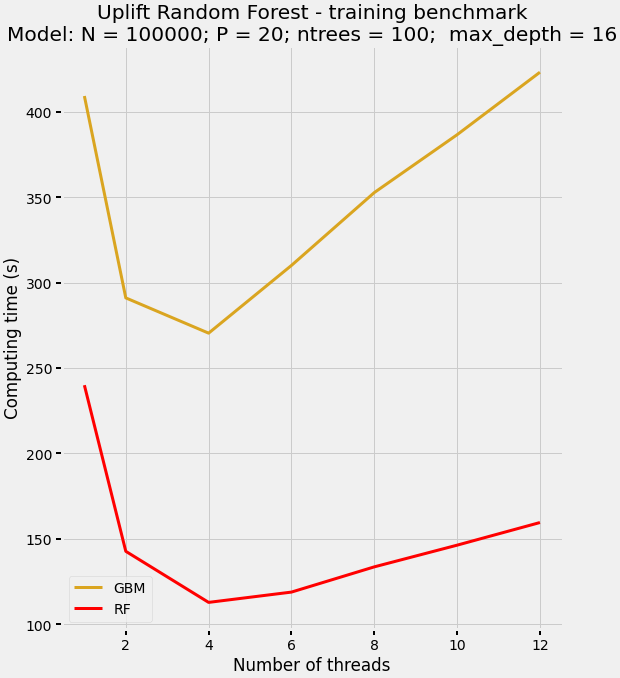 Uplift Random Forest - training benchmark
Model: N = 100000; P = 20; ntrees = 100;  max_depth = 16
400
350
300
250
200
150
100
Computing time (s)
GBM
RF
2 4 6 8 10 12
Number of threads